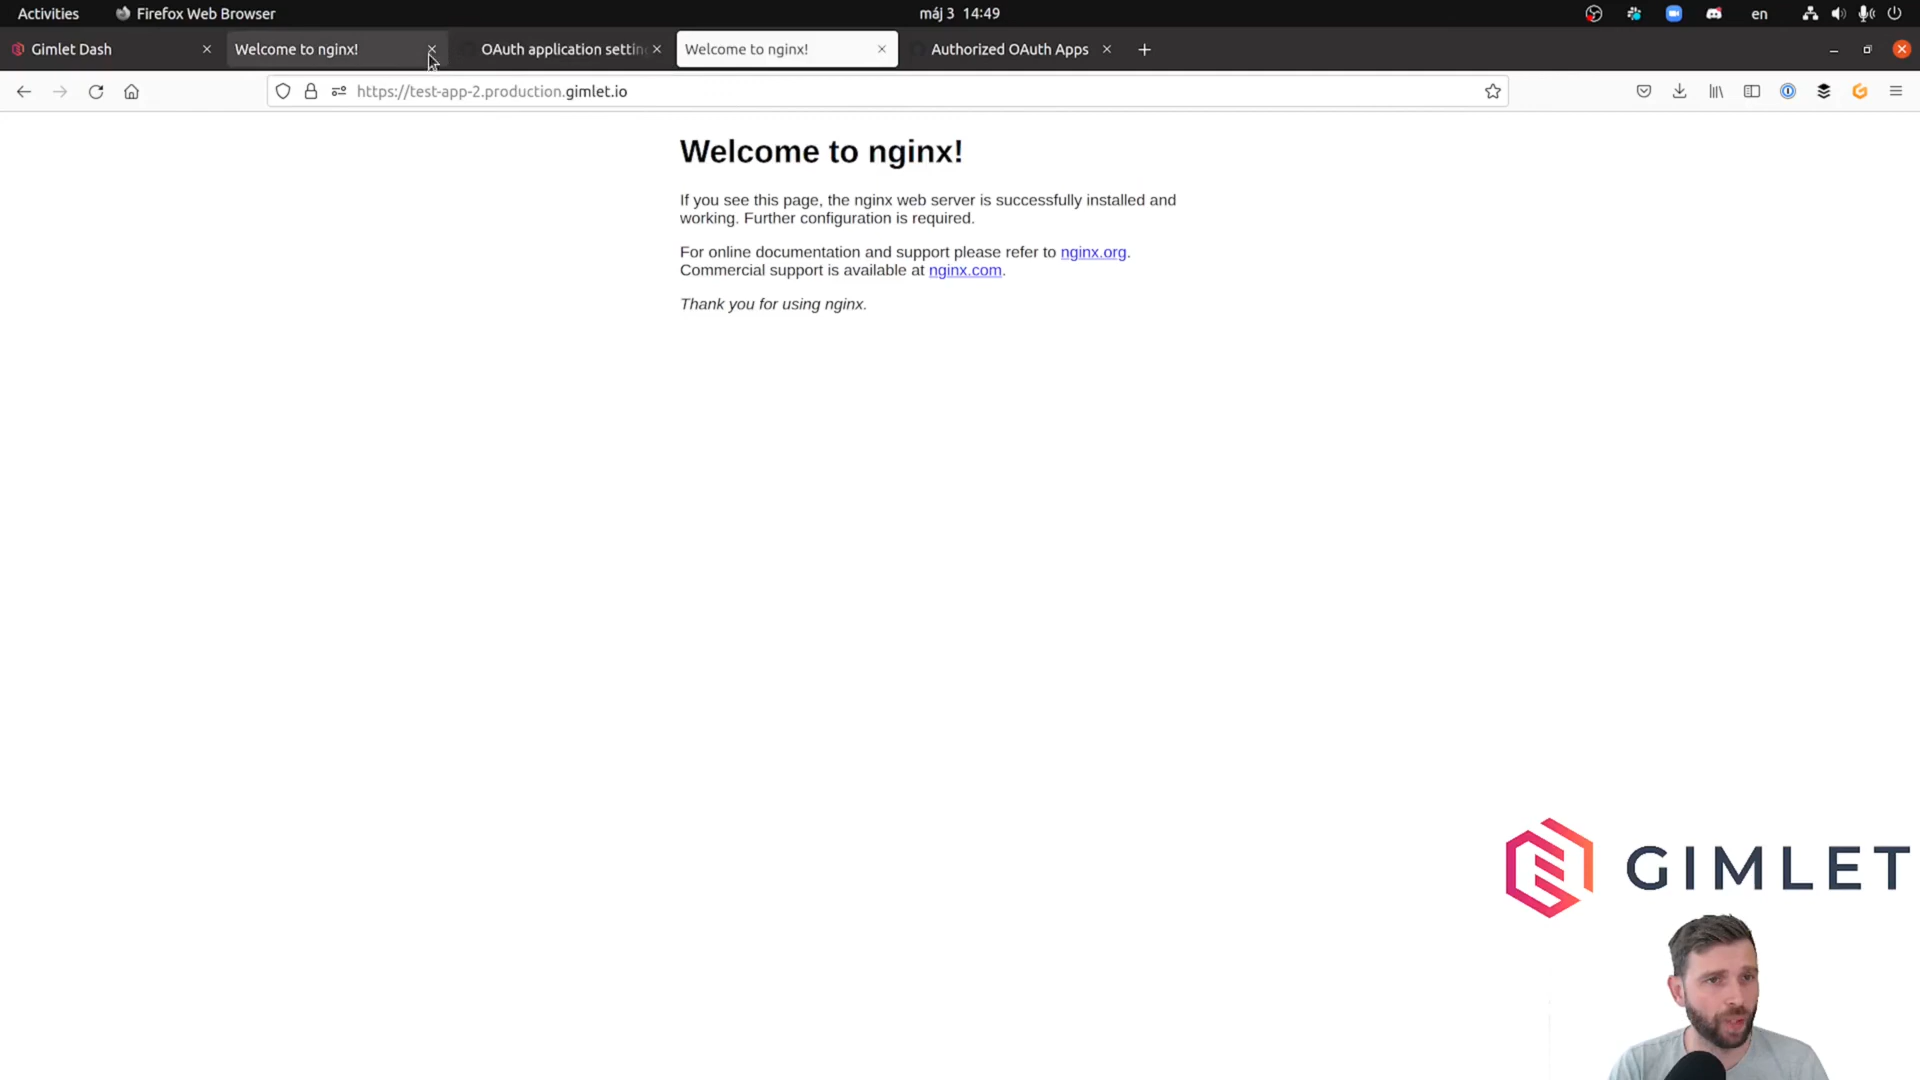 Activities
Firefox Web Browser
máj 3 14:49
en
Gimlet Dash
Welcome to nginx!
OAuth application settin
Welcome to nginx!
Authorized OAuth Apps
https://test-app-2.production.gimlet.io
Welcome to nginx!
If you see this page, the nginx web server is successfully installed and
working. Further configuration is required.
For online documentation and support please refer to nginx.org.
Commercial support is available at nginx.com.
Thank you for using nginx.
GIMLET